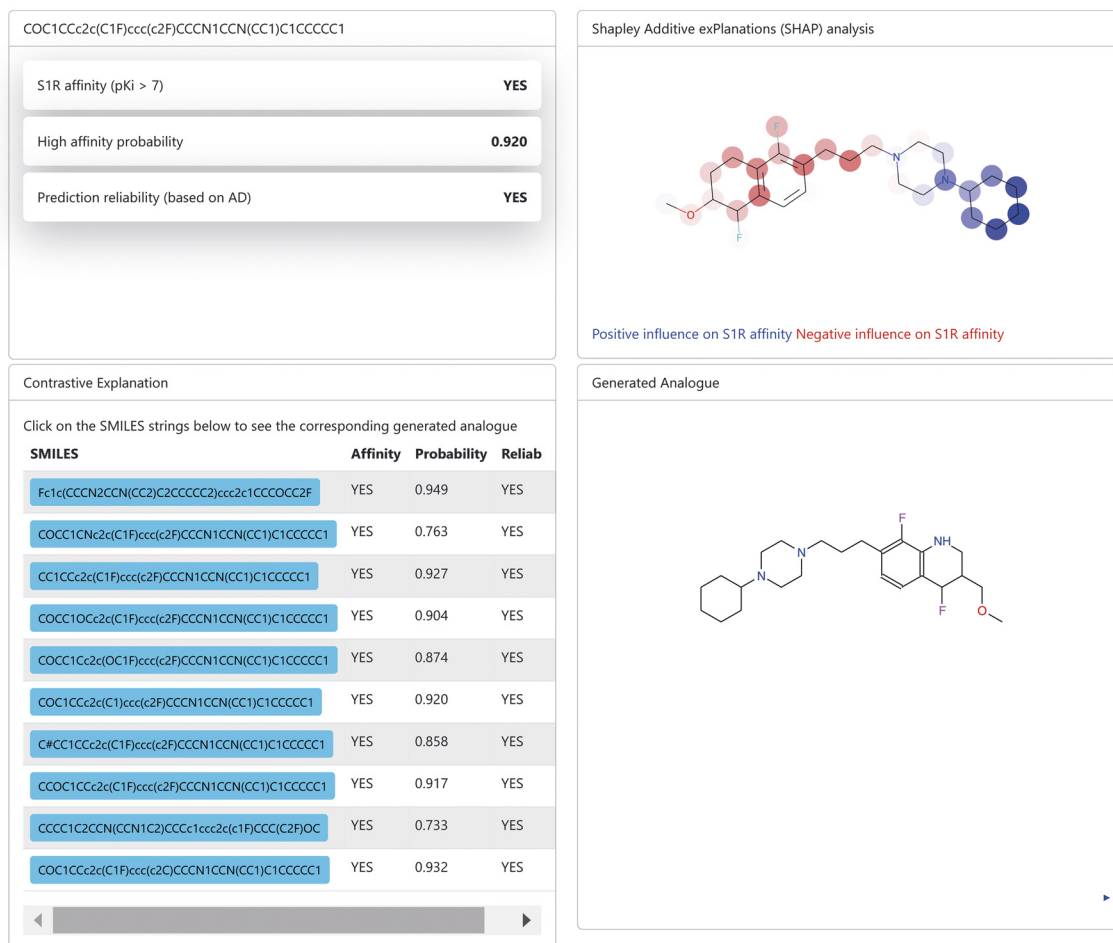 COC1CCc2c(C1F)ccc(c2F)CCCN1CCN(CC1)C1CCCCC1
S1R affinity (pKi > 7) YES
High affinity probability 0.920
Prediction reliability (based on AD) YES
Shapley Additive exPlanations (SHAP) analysis
F
N
N
O
F
Positive influence on S1R affinity Negative influence on S1R affinity
Contrastive Explanation
Click on the SMILES strings below to see the corresponding generated analogue
SMILES Affinity Probability Reliab
Fc1c(CCCN2CCN(CC2)C2CCCCC2)ccc2c1CCCOCC2F YES 0.949 YES
COCC1CNc2c(C1F)ccc(c2F)CCCN1CCN(CC1)C1CCCCC1 YES 0.763 YES
CC1CCc2c(C1F)ccc(c2F)CCCN1CCN(CC1)C1CCCCC1 YES 0.927 YES
COCC1OCc2c(C1F)ccc(c2F)CCCN1CCN(CC1)C1CCCCC1 YES 0.904 YES
COCC1Cc2c(OC1F)ccc(c2F)CCCN1CCN(CC1)C1CCCCC1 YES 0.874 YES
COC1CCc2c(C1)ccc(c2F)CCCN1CCN(CC1)C1CCCCC1 YES 0.920 YES
C#CC1CCc2c(C1F)ccc(c2F)CCCN1CCN(CC1)C1CCCCC1 YES 0.858 YES
CCOC1CCc2c(C1F)ccc(c2F)CCCN1CCN(CC1)C1CCCCC1 YES 0.917 YES
CCCC1C2CCN(CCN1C2)CCCc1ccc2c(c1F)CCC(C2F)OC YES 0.733 YES
COC1CCc2c(C1F)ccc(c2C)CCCN1CCN(CC1)C1CCCCC1 YES 0.932 YES
Generated Analogue
F
NH
N
N
F
O